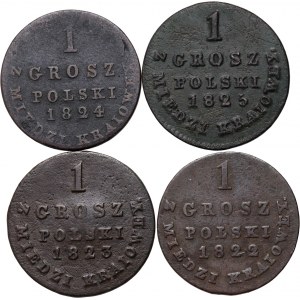 1
GROSZ
POLSKI
1824
Z MIEDZI KRAIOWEY
1
GROSZ
POLSKI
1825
Z MIEDZI KRAIOWEY
1
GROSZ
POLSKI
1823
Z MIEDZI KRAIOWEY
1
GROSZ
POLSKI
1822
Z MIEDZI KRAIOWEY